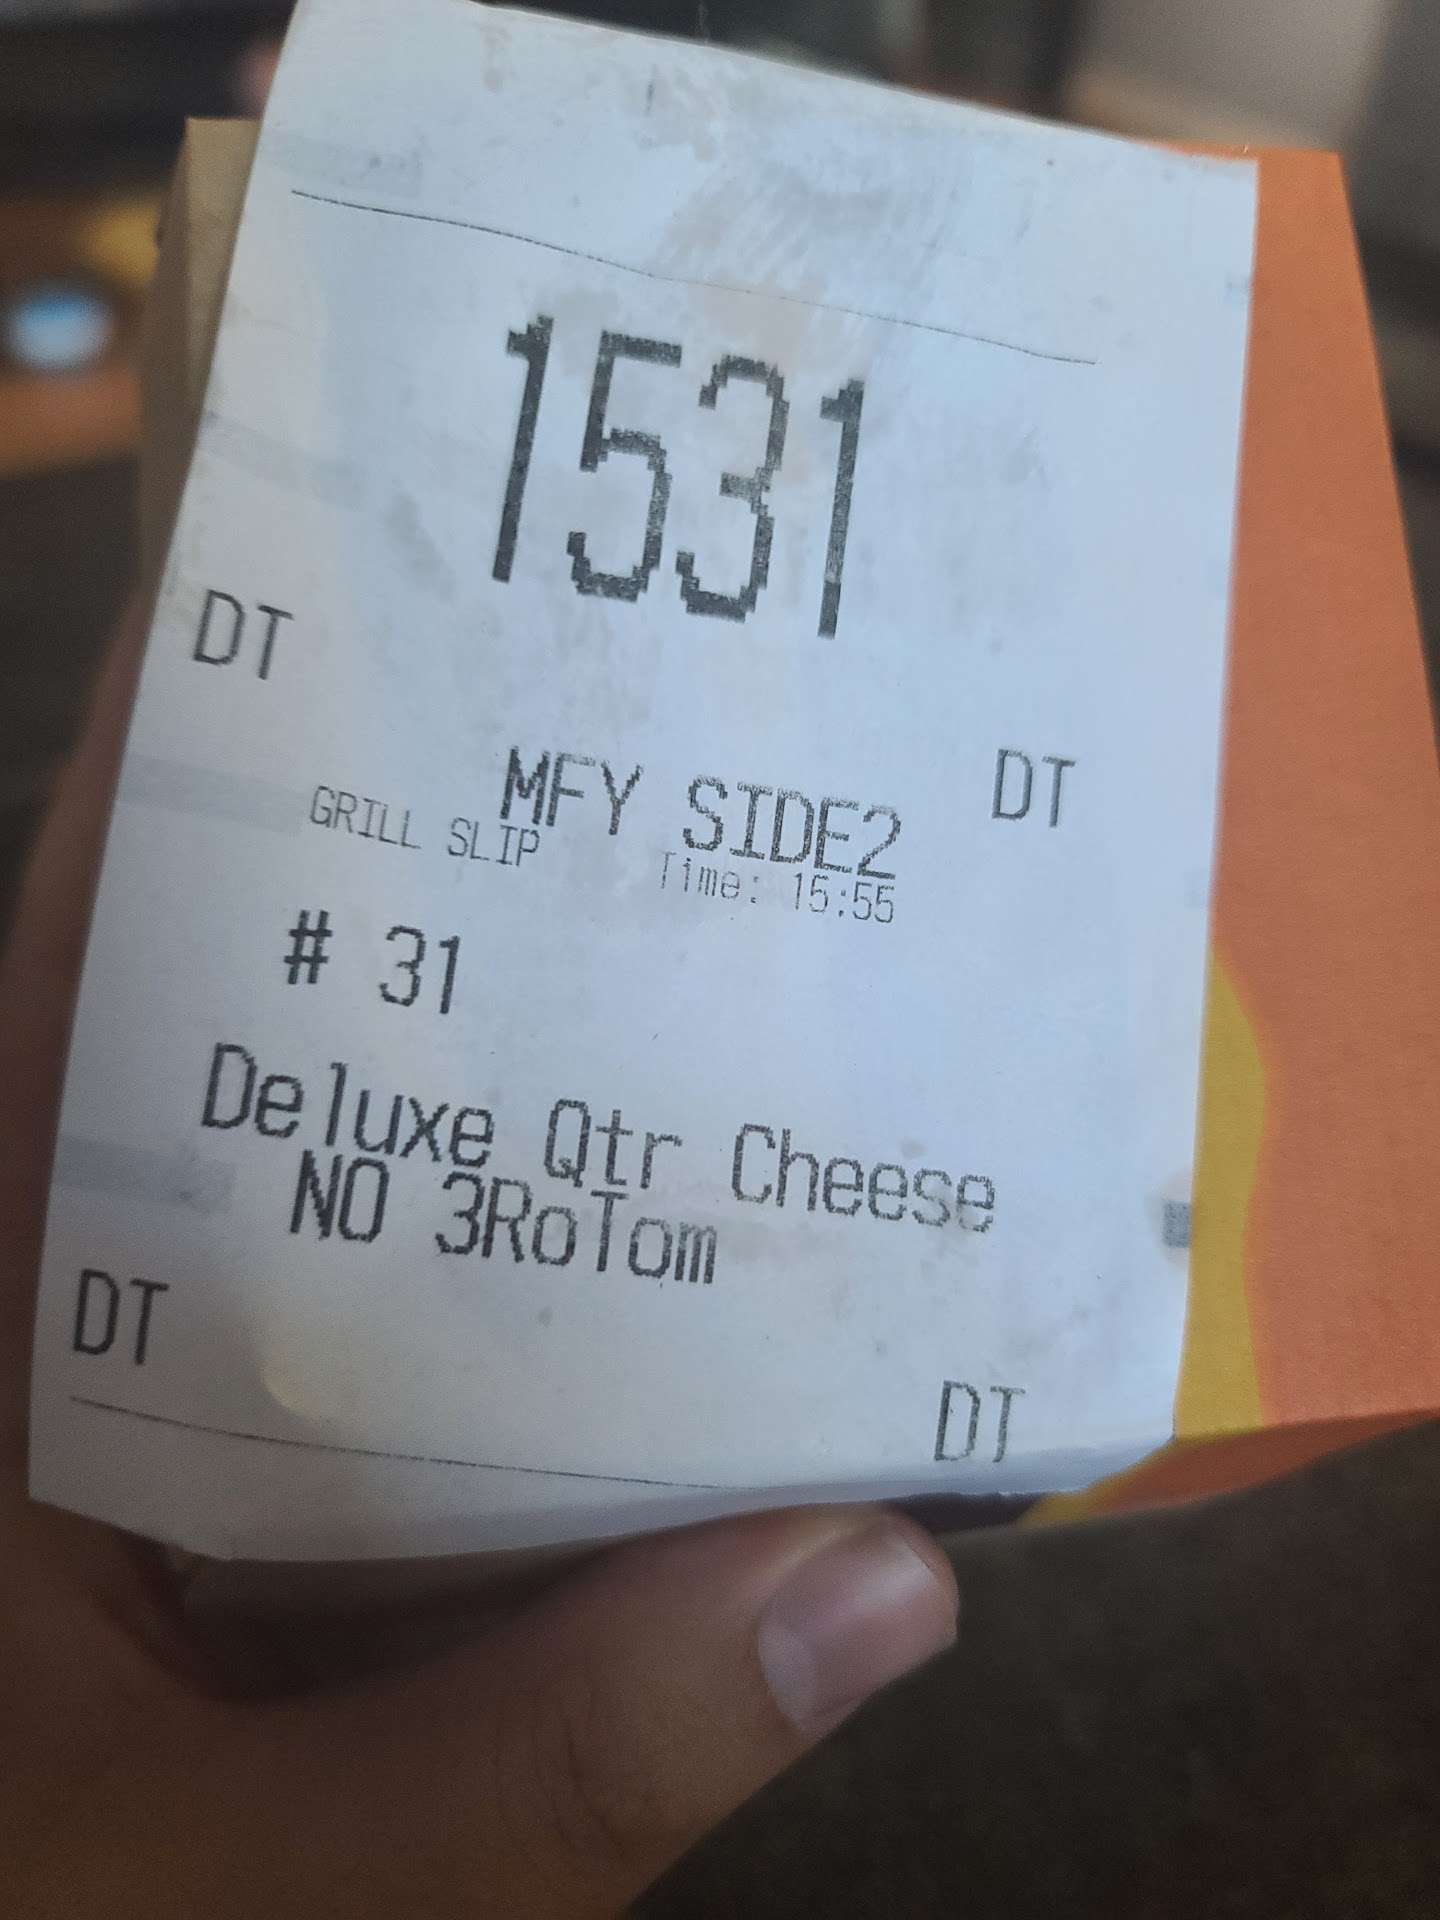 1531
DT DT
MFY SIDE2
GRILL SLIP Time: 15:55
# 31
Deluxe Qtr Cheese
NO 3RoTom
DT DT